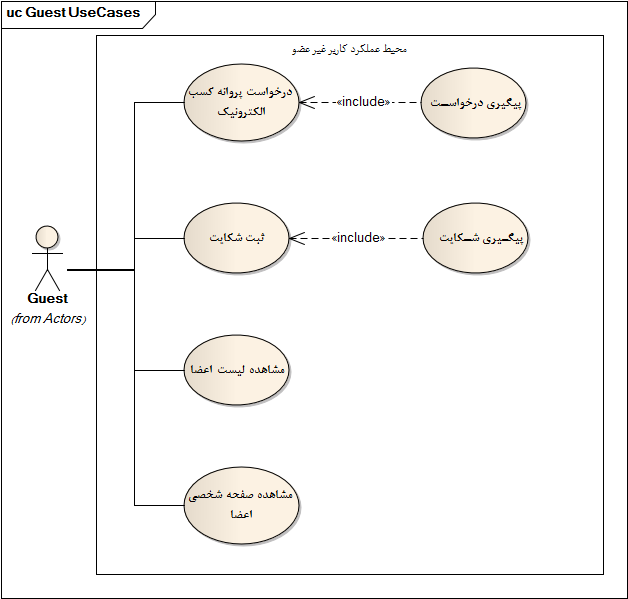 uc Guest UseCases
محیط عملکرد کاربر غیر عضو
درخواست پروانه کسب
الکترونیک
«include»
پیگیری درخواست
ثبت شکایت
«include»
پیگیری شکایت
Guest
(from Actors)
مشاهده لیست اعضا
مشاهده صفحه شخصی
اعضا